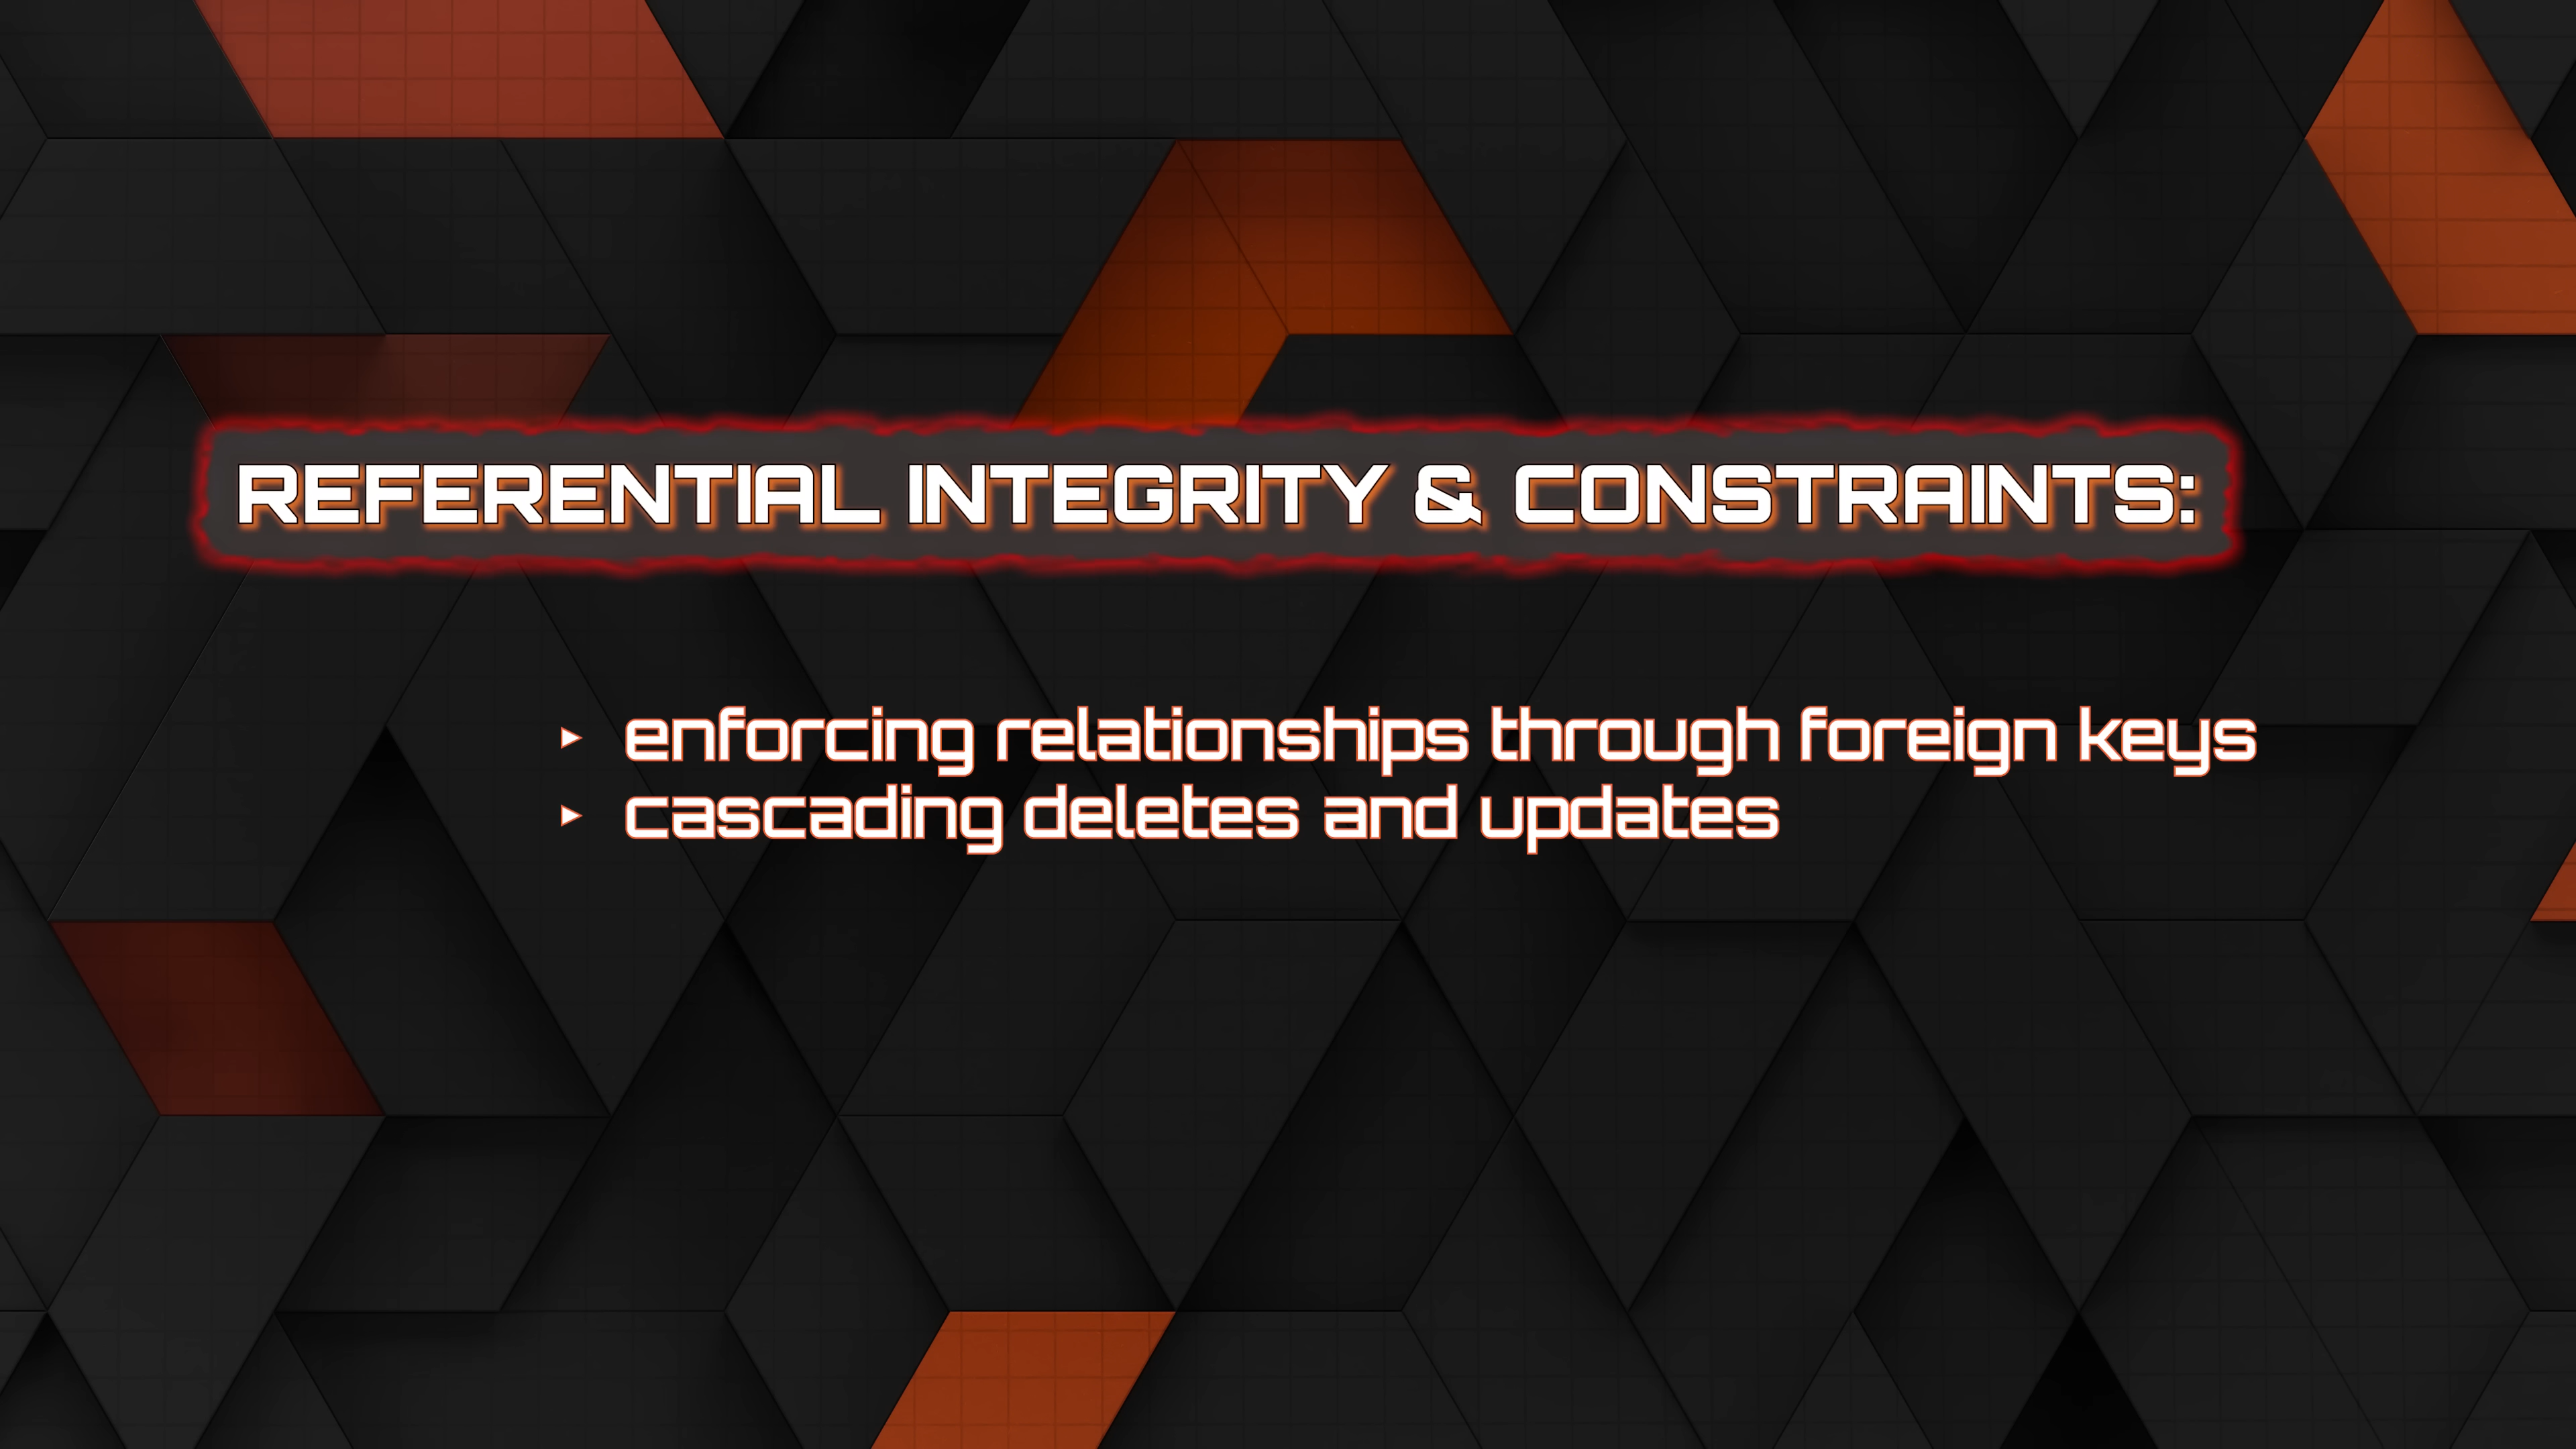 REFERENTIAL INTEGRITY & CONSTRAINTS:
▸ enforcing relationships through foreign keys
▸ cascading deletes and updates